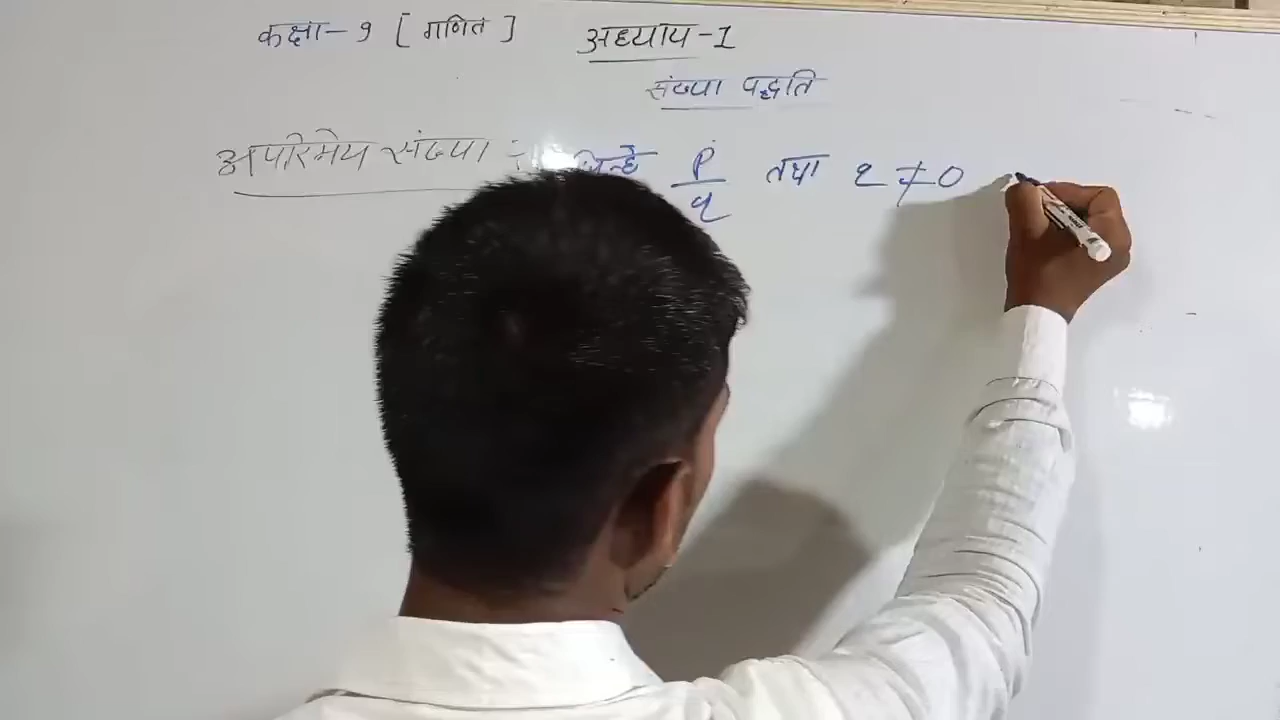 कक्षा-9 [गणित] अध्याय-1
संख्या पद्धति
अपरिमेय संख्या :- जिन्हे p/q तथा q ≠ 0